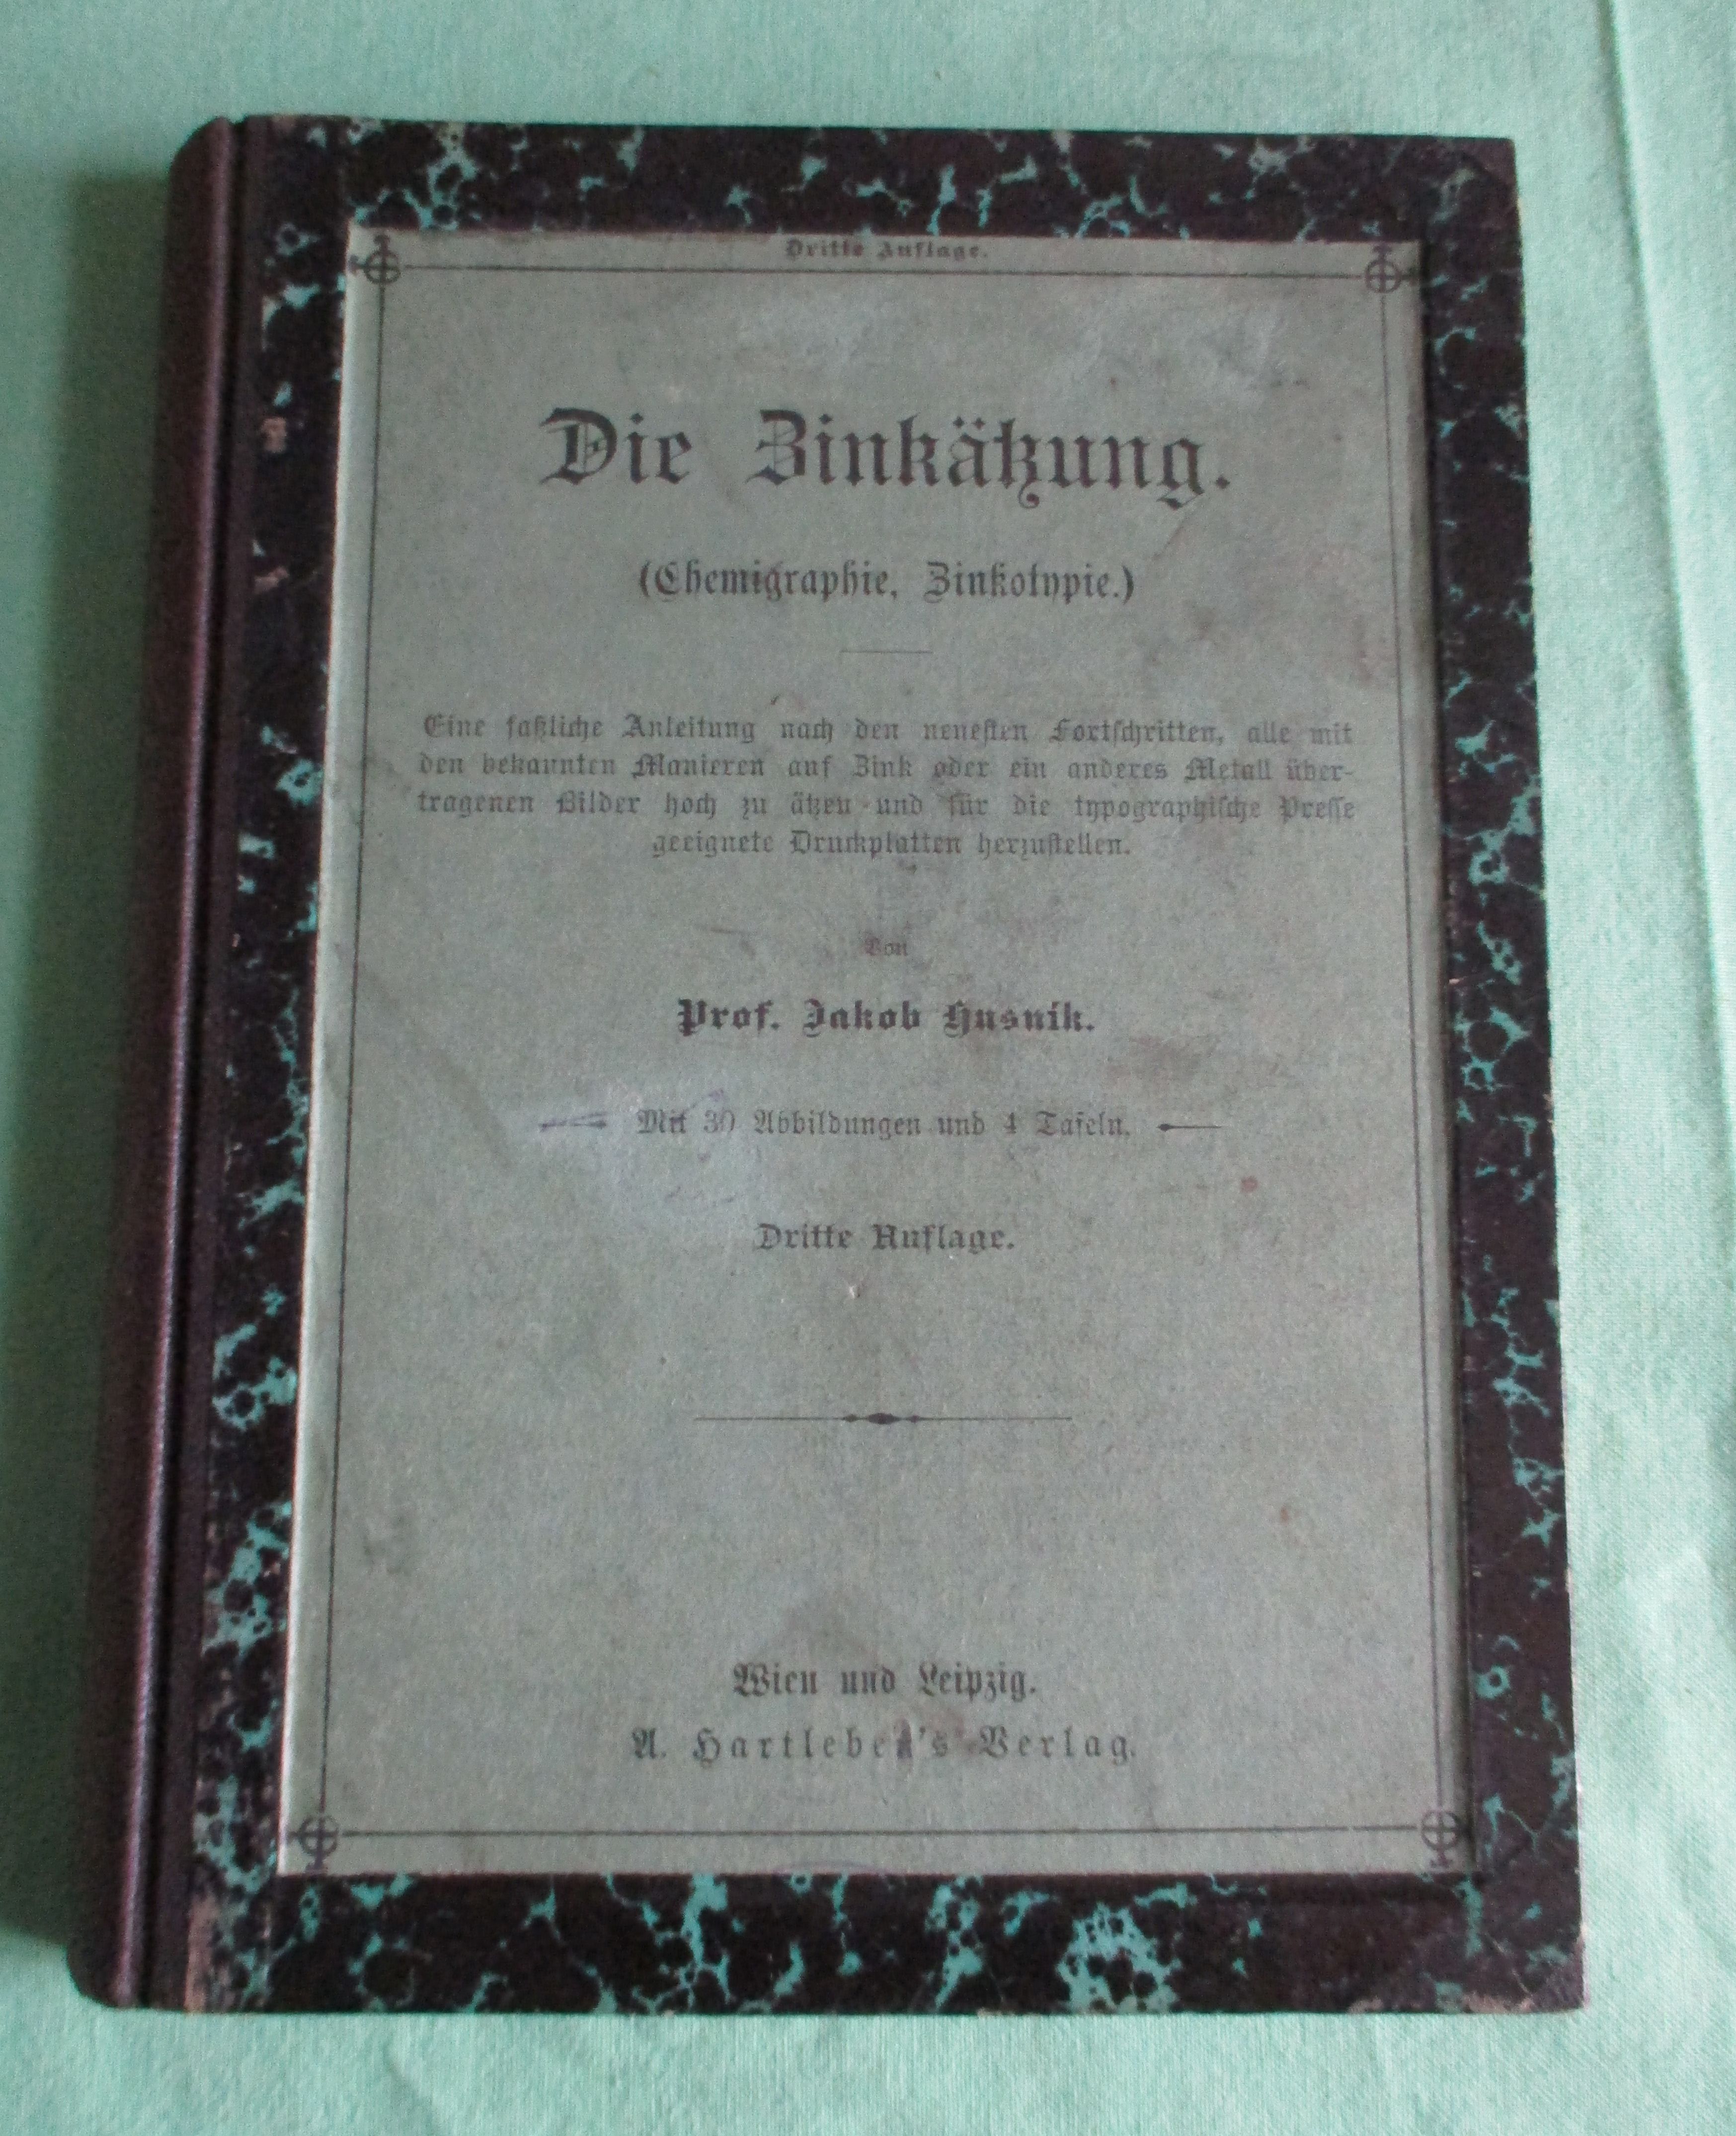 Dritte Auflage.
Die Zinkätzung.
(Chemigraphie, Zinkotypie.)
Eine faßliche Anleitung nach den neuesten Fortschritten, alle mit
den bekannten Manieren auf Zink oder ein anderes Metall über-
tragenen Bilder hoch zu ätzen und für die typographische Presse
geeignete Druckplatten herzustellen.
Von
Prof. Jakob Husnik.
Mit 30 Abbildungen und 4 Tafeln.
Dritte Auflage.
Wien und Leipzig.
A. Hartleben's Verlag.